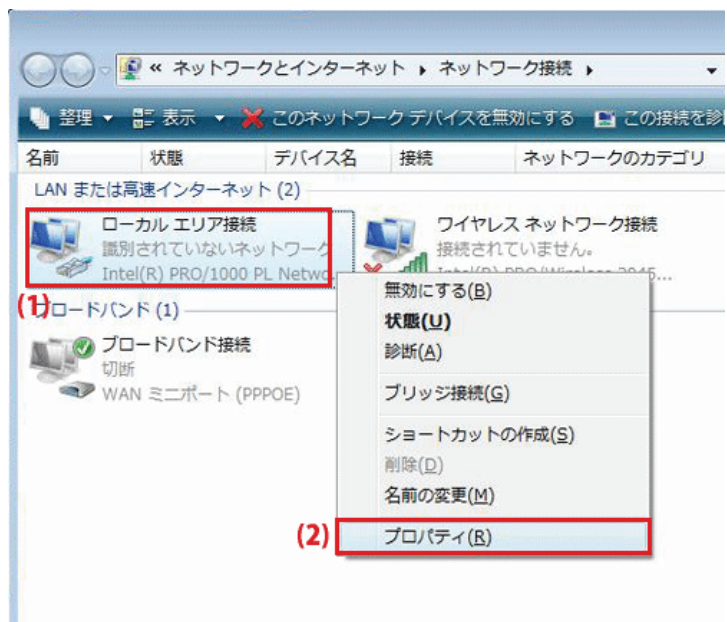 « ネットワークとインターネット ▸ ネットワーク接続 ▸
整理 ▼ 表示 ▼ このネットワーク デバイスを無効にする この接続を診
名前 状態 デバイス名 接続 ネットワークのカテゴリ
LAN または高速インターネット (2)
ローカル エリア接続
識別されていないネットワーク
Intel(R) PRO/1000 PL Netwo...
ワイヤレス ネットワーク接続
接続されていません。
Intel(R) PRO/Wireless 3945...
(1)
ブロードバンド (1)
ブロードバンド接続
切断
WAN ミニポート (PPPOE)
無効にする(B)
状態(U)
診断(A)
ブリッジ接続(G)
ショートカットの作成(S)
削除(D)
名前の変更(M)
(2)
プロパティ(R)